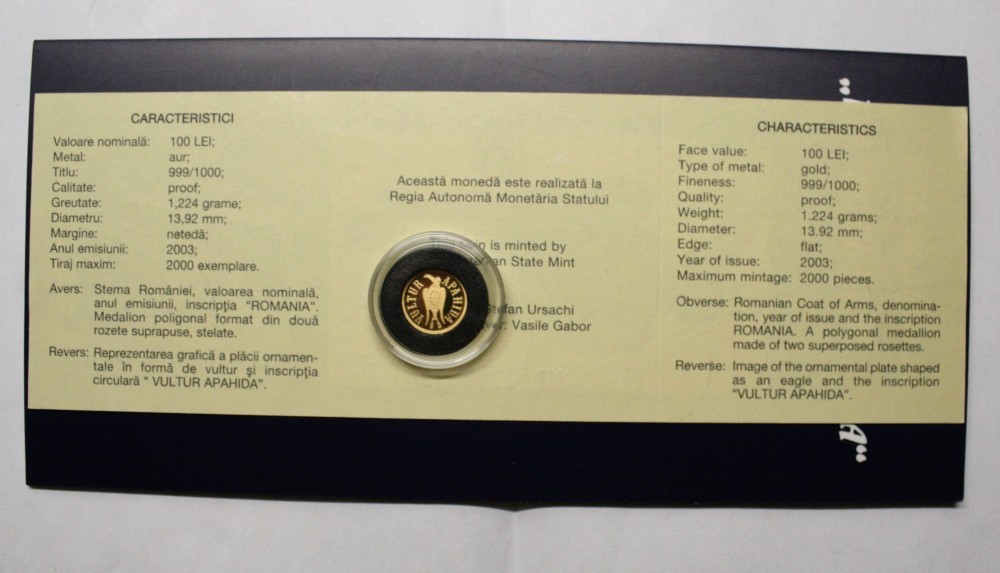 CARACTERISTICI
Valoare nominală: 100 LEI;
Metal: aur;
Titlu: 999/1000;
Calitate: proof;
Greutate: 1,224 grame;
Diametru: 13,92 mm;
Margine: netedă;
Anul emisiunii: 2003;
Tiraj maxim: 2000 exemplare.
Avers: Stema României, valoarea nominală,
anul emisiunii, inscripția "ROMANIA".
Medalion poligonal format din două
rozete suprapuse, stelate.
Revers: Reprezentarea grafică a plăcii ornamen-
tale în formă de vultur și inscripția
circulară " VULTUR APAHIDA".
Această monedă este realizată la
Regia Autonomă Monetăria Statului
is minted by
State Mint
Ursachi
Vasile Gabor
VULTUR APAHIDA
CHARACTERISTICS
Face value: 100 LEI;
Type of metal: gold;
Fineness: 999/1000;
Quality: proof;
Weight: 1.224 grams;
Diameter: 13.92 mm;
Edge: flat;
Year of issue: 2003;
Maximum mintage: 2000 pieces.
Obverse: Romanian Coat of Arms, denomina-
tion, year of issue and the inscription
ROMANIA. A polygonal medallion
made of two superposed rosettes.
Reverse: Image of the ornamental plate shaped
as an eagle and the inscription
"VULTUR APAHIDA".